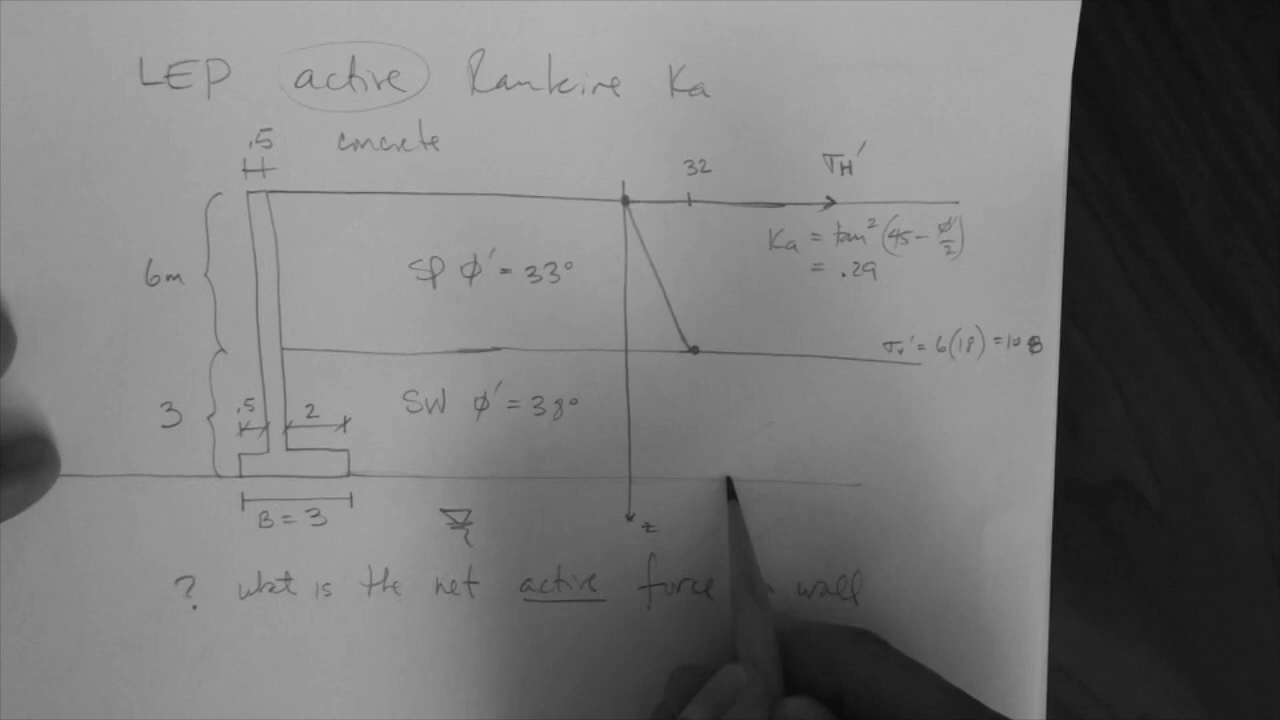 LEP active Rankine Ka
.5 concrete
32 σH'
Ka = tan² (45 - φ'/2)
= .29
6m SP φ' = 33°
σv' = 6(18) = 108
3 .5 2 SW φ' = 38°
B = 3
z
? what is the net active force wall